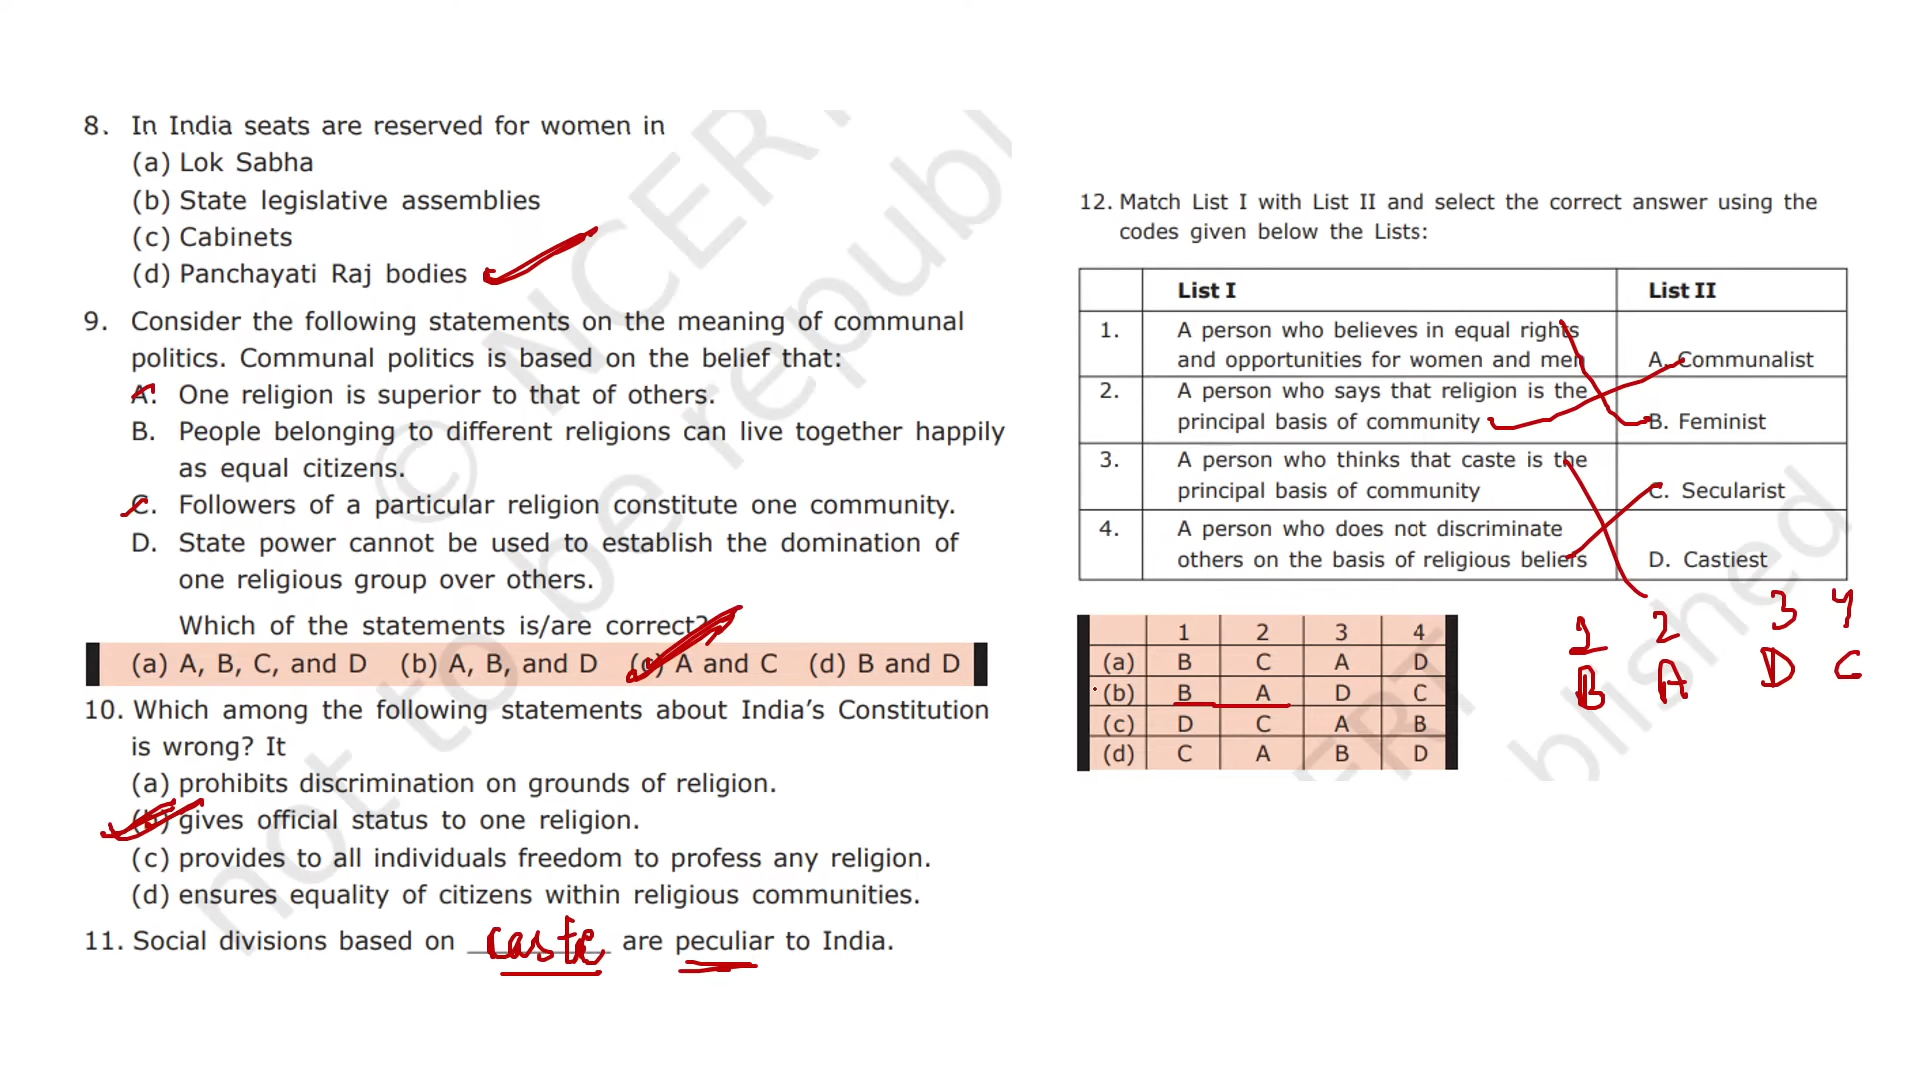 8. In India seats are reserved for women in
(a) Lok Sabha
(b) State legislative assemblies
(c) Cabinets
(d) Panchayati Raj bodies
9. Consider the following statements on the meaning of communal
politics. Communal politics is based on the belief that:
A. One religion is superior to that of others.
B. People belonging to different religions can live together happily
as equal citizens.
C. Followers of a particular religion constitute one community.
D. State power cannot be used to establish the domination of
one religious group over others.
Which of the statements is/are correct?
(a) A, B, C, and D (b) A, B, and D (c) A and C (d) B and D
10. Which among the following statements about India's Constitution
is wrong? It
(a) prohibits discrimination on grounds of religion.
(b) gives official status to one religion.
(c) provides to all individuals freedom to profess any religion.
(d) ensures equality of citizens within religious communities.
11. Social divisions based on caste are peculiar to India.
12. Match List I with List II and select the correct answer using the
codes given below the Lists:
List I List II
1. A person who believes in equal rights
and opportunities for women and men A. Communalist
2. A person who says that religion is the
principal basis of community B. Feminist
3. A person who thinks that caste is the
principal basis of community C. Secularist
4. A person who does not discriminate
others on the basis of religious beliefs D. Castiest
1 2 3 4
(a) B C A D
(b) B A D C
(c) D C A B
(d) C A B D
1 2 3 4
B A D C
© NCERT
not to be republished